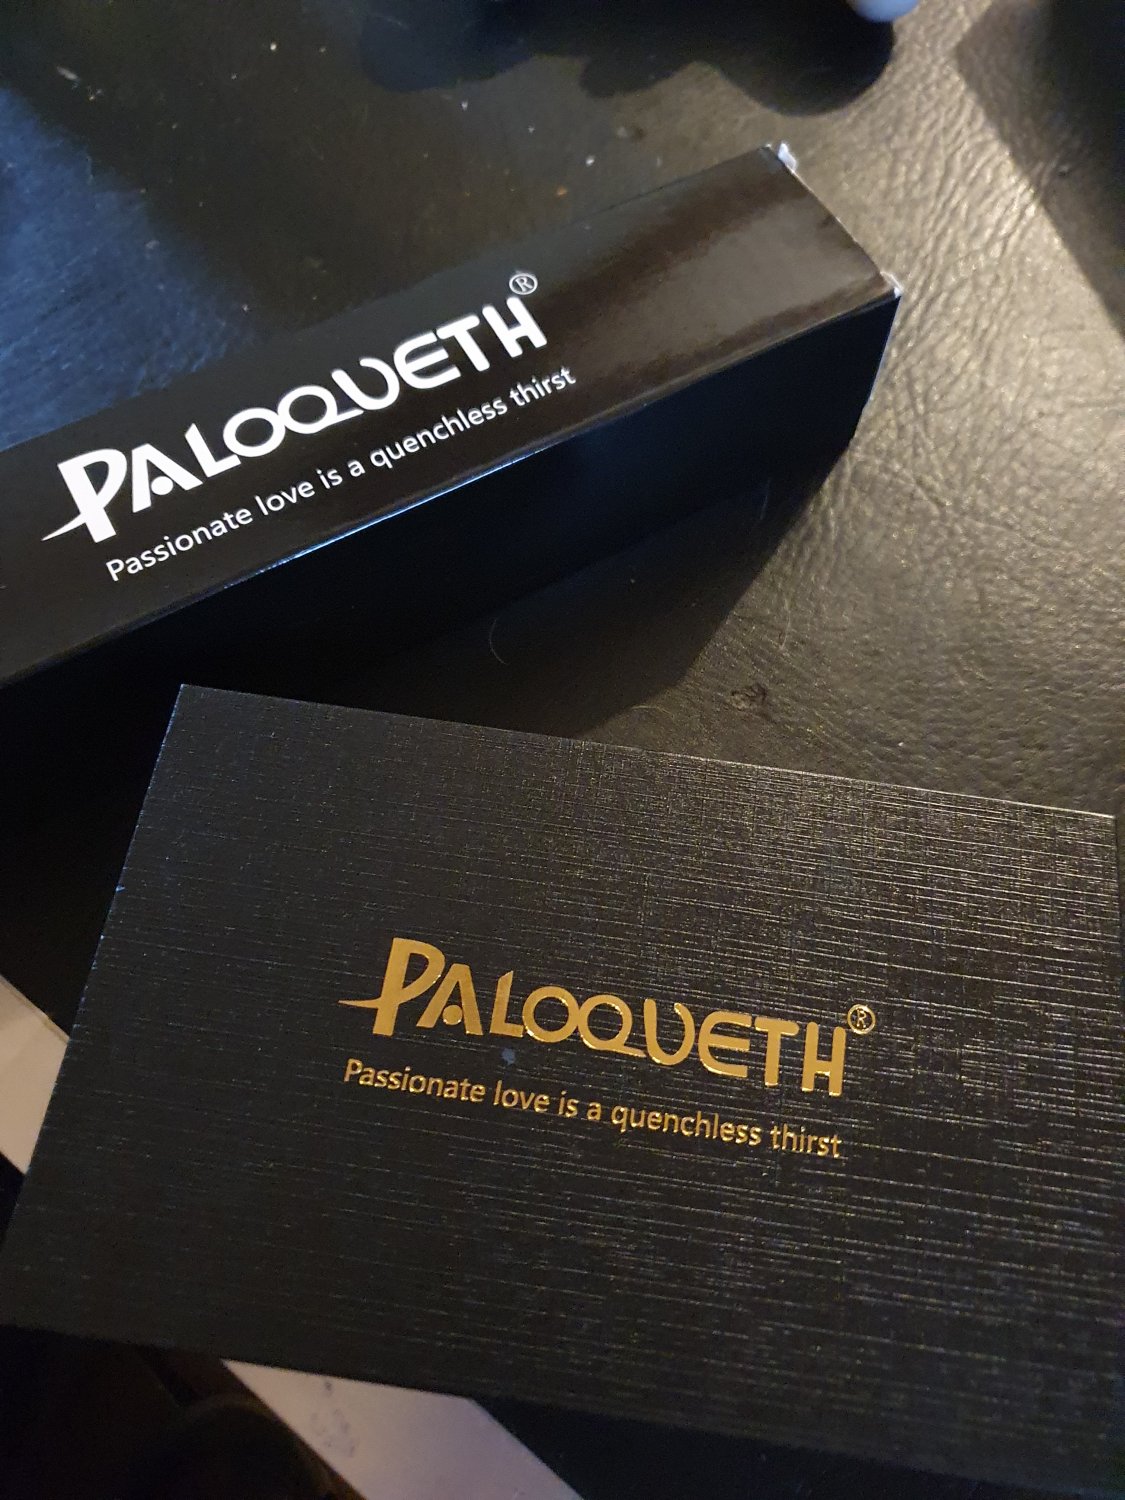 PALOQUETH®
Passionate love is a quenchless thirst
PALOQUETH®
Passionate love is a quenchless thirst